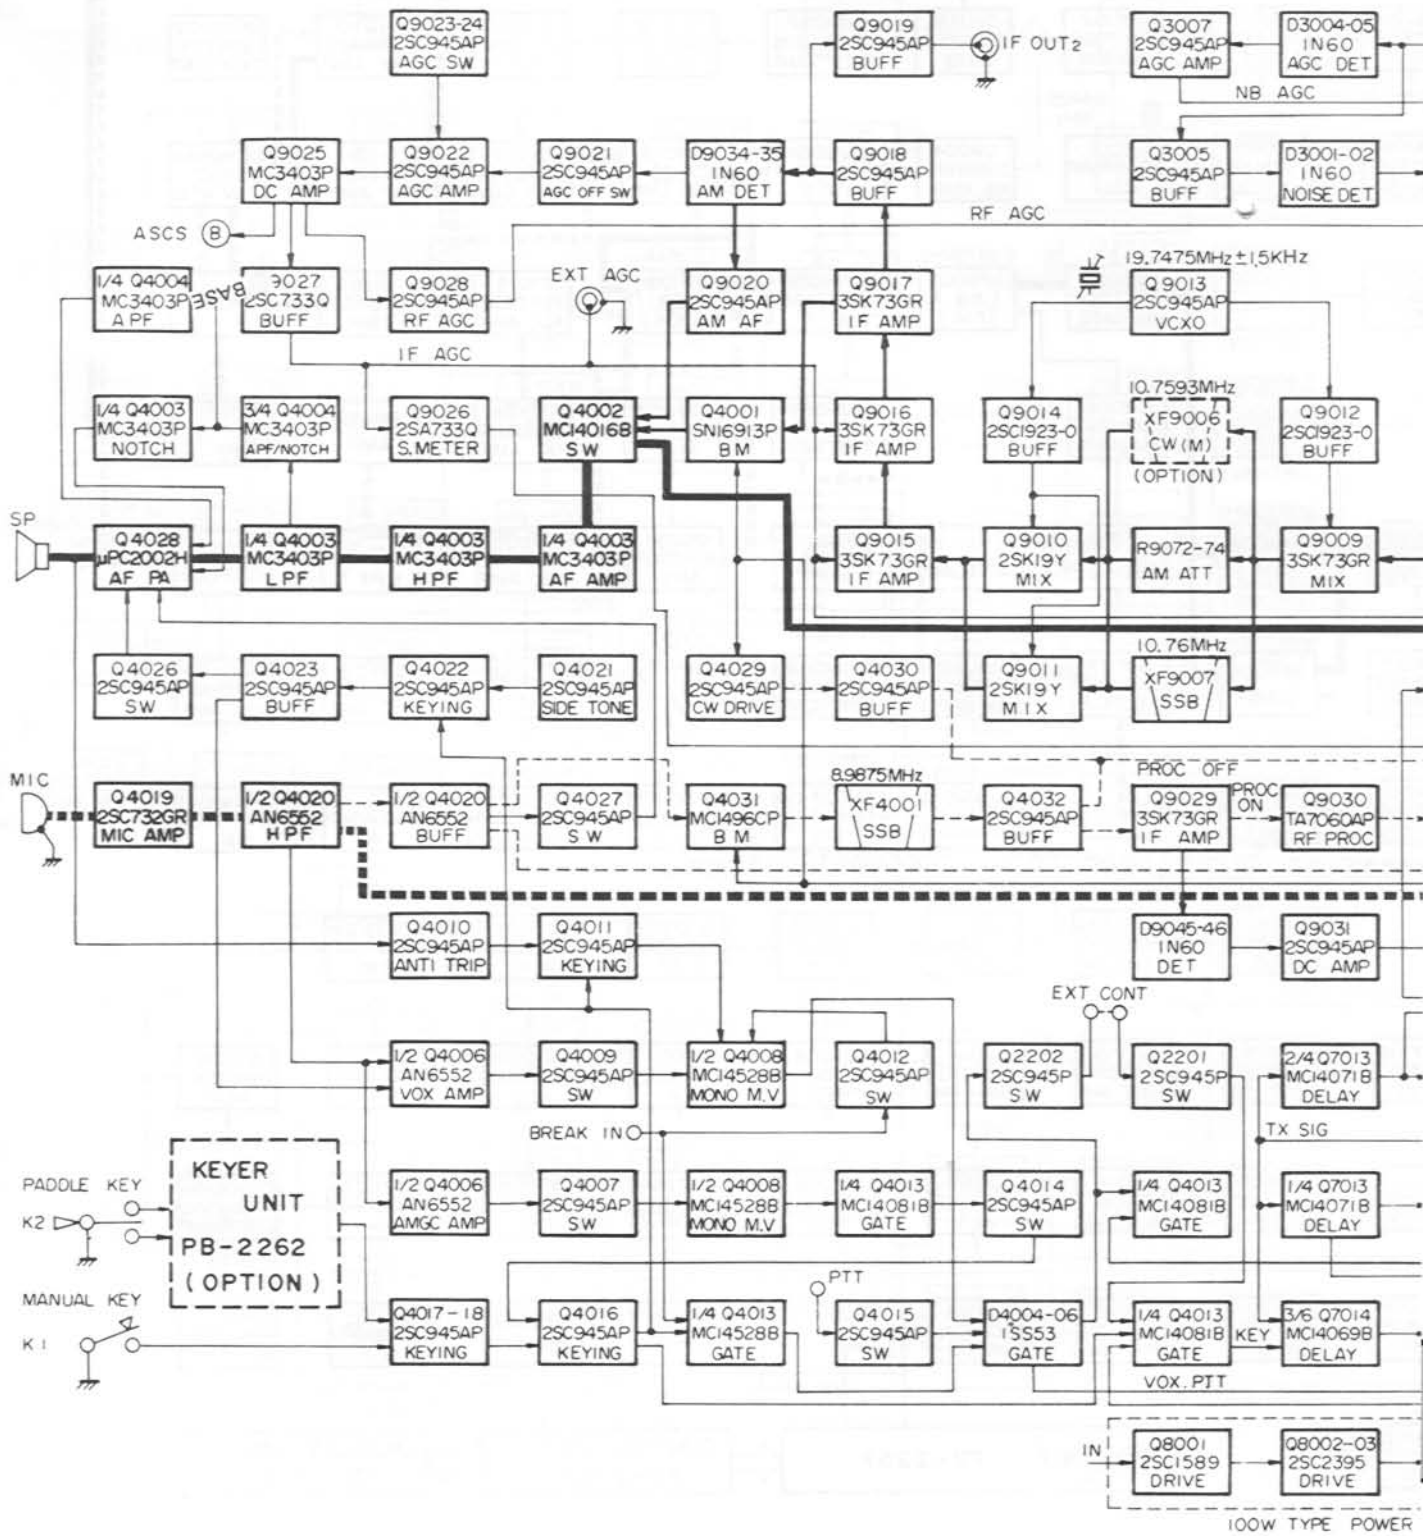 Q9023-24
2SC945AP
AGC SW
Q9019
2SC945AP
BUFF
IF OUT2
Q3007
2SC945AP
AGC AMP
D3004-05
1N60
AGC DET
NB AGC
Q9025
MC3403P
DC AMP
Q9022
2SC945AP
AGC AMP
Q9021
2SC945AP
AGC OFF SW
D9034-35
1N60
AM DET
Q9018
2SC945AP
BUFF
Q3005
2SC945AP
BUFF
D3001-02
1N60
NOISE DET
RF AGC
ASCS
B
EXT AGC
19.7475MHz±1.5KHz
1/4 Q4004
MC3403P
APF
BASE
9027
2SC733Q
BUFF
Q9028
2SC945AP
RF AGC
Q9020
2SC945AP
AM AF
Q9017
3SK73GR
IF AMP
Q9013
2SC945AP
VCXO
IF AGC
10.7593MHz
1/4 Q4003
MC3403P
NOTCH
3/4 Q4004
MC3403P
APF/NOTCH
Q9026
2SA733Q
S.METER
Q4002
MC14016B
SW
Q4001
SN16913P
BM
Q9016
3SK73GR
IF AMP
Q9014
2SC1923-O
BUFF
XF9006
CW (M)
(OPTION)
Q9012
2SC1923-O
BUFF
SP
Q4028
μPC2002H
AF PA
1/4 Q4003
MC3403P
LPF
1/4 Q4003
MC3403P
HPF
1/4 Q4003
MC3403P
AF AMP
Q9015
3SK73GR
IF AMP
Q9010
2SK19Y
MIX
R9072-74
AM ATT
Q9009
3SK73GR
MIX
10.76MHz
Q4026
2SC945AP
SW
Q4023
2SC945AP
BUFF
Q4022
2SC945AP
KEYING
Q4021
2SC945AP
SIDE TONE
Q4029
2SC945AP
CW DRIVE
Q4030
2SC945AP
BUFF
Q9011
2SK19Y
MIX
XF9007
SSB
MIC
8.9875MHz
PROC OFF
PROC
ON
Q4019
2SC732GR
MIC AMP
1/2 Q4020
AN6552
HPF
1/2 Q4020
AN6552
BUFF
Q4027
2SC945AP
SW
Q4031
MC1496CP
BM
XF4001
SSB
Q4032
2SC945AP
BUFF
Q9029
3SK73GR
IF AMP
Q9030
TA7060AP
RF PROC
Q4010
2SC945AP
ANTI TRIP
Q4011
2SC945AP
KEYING
D9045-46
1N60
DET
Q9031
2SC945AP
DC AMP
EXT CONT
1/2 Q4006
AN6552
VOX AMP
Q4009
2SC945AP
SW
1/2 Q4008
MC14528B
MONO M.V
Q4012
2SC945AP
SW
Q2202
2SC945P
SW
Q2201
2SC945P
SW
2/4 Q7013
MC14071B
DELAY
BREAK IN
TX SIG
KEYER
UNIT
PB-2262
(OPTION)
PADDLE KEY
K2
1/2 Q4006
AN6552
AMGC AMP
Q4007
2SC945AP
SW
1/2 Q4008
MC14528B
MONO M.V
1/4 Q4013
MC14081B
GATE
Q4014
2SC945AP
SW
1/4 Q4013
MC14081B
GATE
1/4 Q7013
MC14071B
DELAY
PTT
MANUAL KEY
K1
Q4017-18
2SC945AP
KEYING
Q4016
2SC945AP
KEYING
1/4 Q4013
MC14528B
GATE
Q4015
2SC945AP
SW
D4004-06
1SS53
GATE
1/4 Q4013
MC14081B
GATE
KEY
3/6 Q7014
MC14069B
DELAY
VOX.PTT
IN
Q8001
2SC1589
DRIVE
Q8002-03
2SC2395
DRIVE
100W TYPE POWER